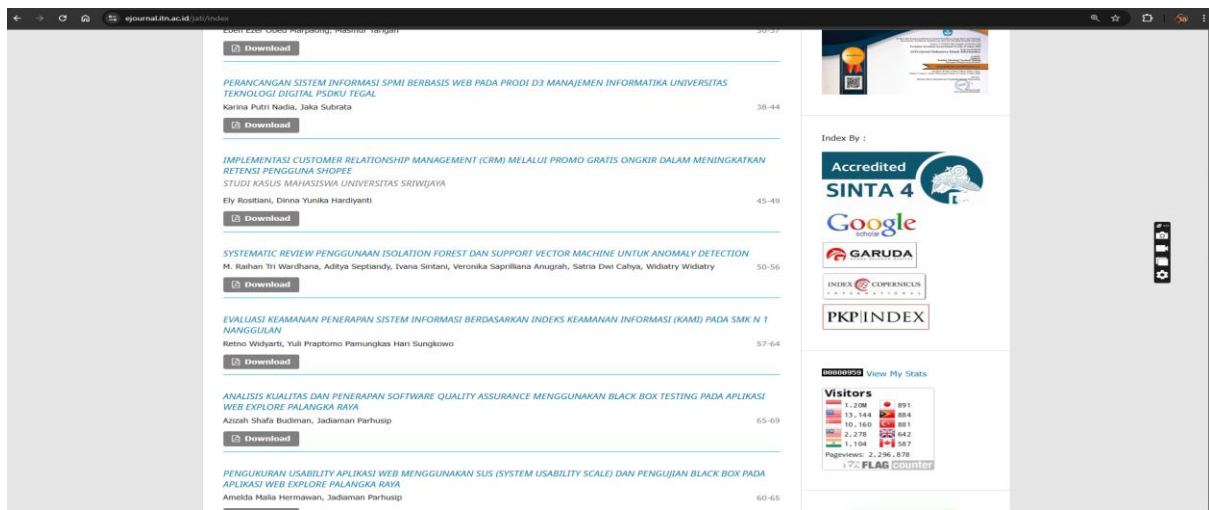 ejournal.itn.ac.id/jati/index
Eben Ezer Obed Marpaung, Masmur Tarigan
30-37
Download
PERANCANGAN SISTEM INFORMASI SPMI BERBASIS WEB PADA PRODI D3 MANAJEMEN INFORMATIKA UNIVERSITAS
TEKNOLOGI DIGITAL PSDKU TEGAL
Karina Putri Nadia, Jaka Subrata
38-44
Download
IMPLEMENTASI CUSTOMER RELATIONSHIP MANAGEMENT (CRM) MELALUI PROMO GRATIS ONGKIR DALAM MENINGKATKAN
RETENSI PENGGUNA SHOPEE
STUDI KASUS MAHASISWA UNIVERSITAS SRIWIJAYA
Ely Rositiani, Dinna Yunika Hardiyanti
45-49
Download
SYSTEMATIC REVIEW PENGGUNAAN ISOLATION FOREST DAN SUPPORT VECTOR MACHINE UNTUK ANOMALY DETECTION
M. Raihan Tri Wardhana, Aditya Septiandy, Ivana Sintani, Veronika Saprilliana Anugrah, Satria Dwi Cahya, Widiatry Widiatry
50-56
Download
EVALUASI KEAMANAN PENERAPAN SISTEM INFORMASI BERDASARKAN INDEKS KEAMANAN INFORMASI (KAMI) PADA SMK N 1
NANGGULAN
Retno Widyarti, Yuli Praptomo Pamungkas Hari Sungkowo
57-64
Download
ANALISIS KUALITAS DAN PENERAPAN SOFTWARE QUALITY ASSURANCE MENGGUNAKAN BLACK BOX TESTING PADA APLIKASI
WEB EXPLORE PALANGKA RAYA
Azizah Shafa Budiman, Jadiaman Parhusip
65-69
Download
PENGUKURAN USABILITY APLIKASI WEB MENGGUNAKAN SUS (SYSTEM USABILITY SCALE) DAN PENGUJIAN BLACK BOX PADA
APLIKASI WEB EXPLORE PALANGKA RAYA
Amelda Malia Hermawan, Jadiaman Parhusip
60-65
Index By :
Accredited
SINTA 4
Google
scholar
GARUDA
INDEX COPERNICUS
INTERNATIONAL
PKP|INDEX
00000959 View My Stats
Visitors
1.20M 891
13,144 884
10,160 881
2,278 642
1,104 587
Pageviews: 2,296,878
FLAG counter